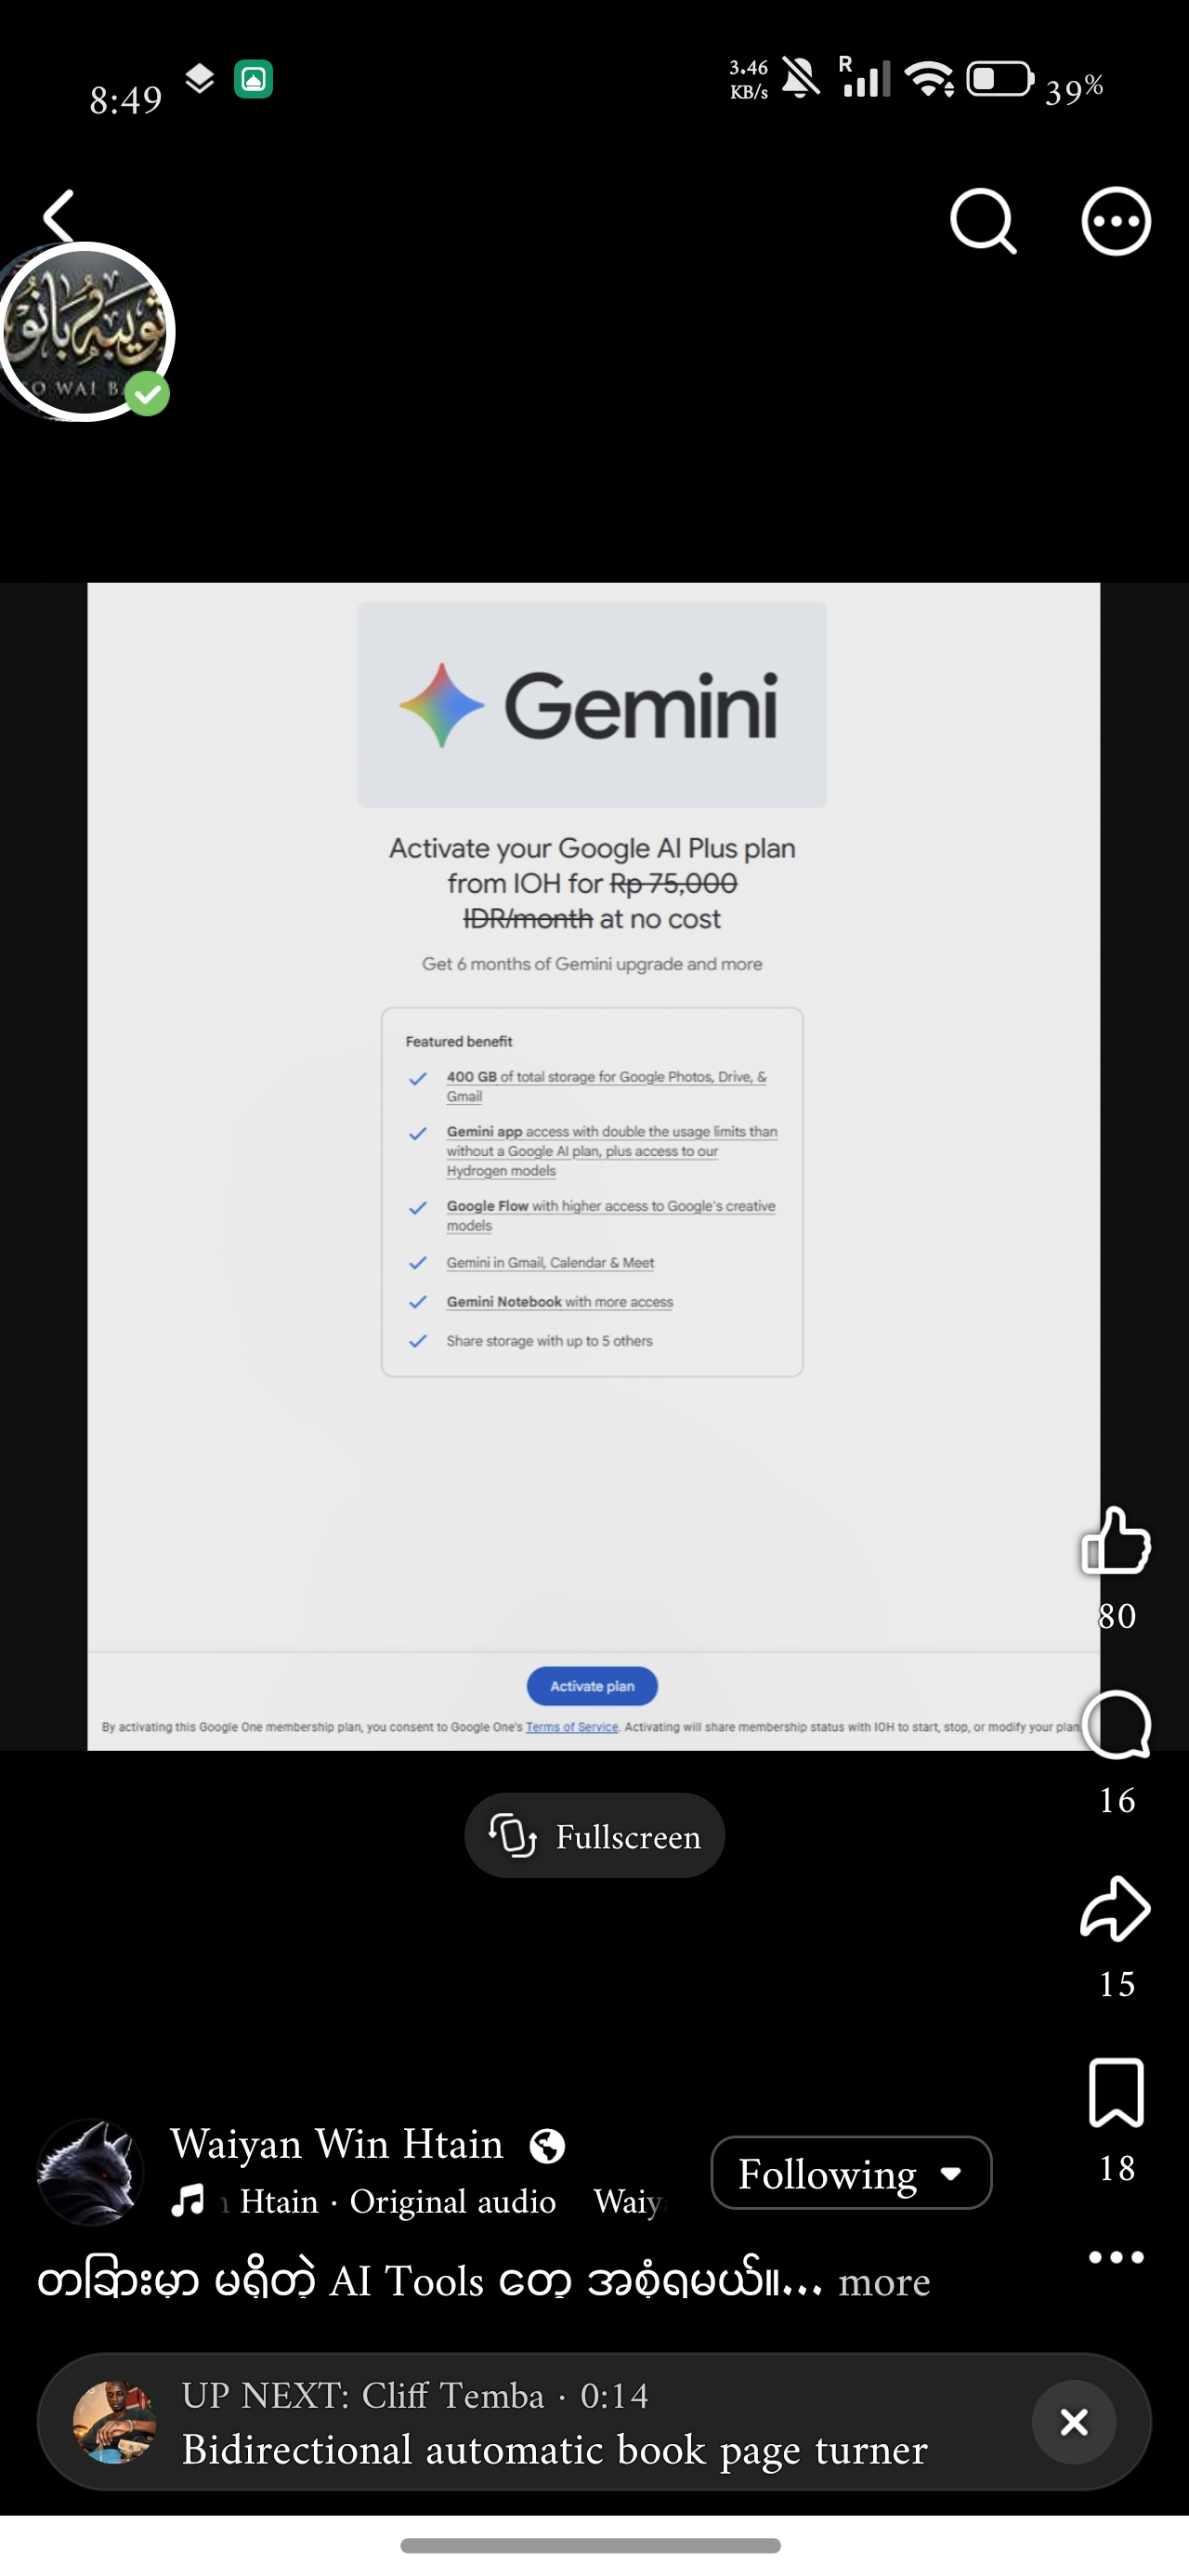 8:49
3.46
KB/s
R
39%
ثويبه بانو
O WAI B
Gemini
Activate your Google AI Plus plan
from IOH for Rp 75,000
IDR/month at no cost
Get 6 months of Gemini upgrade and more
Featured benefit
400 GB of total storage for Google Photos, Drive, &
Gmail
Gemini app access with double the usage limits than
without a Google AI plan, plus access to our
Hydrogen models
Google Flow with higher access to Google's creative
models
Gemini in Gmail, Calendar & Meet
Gemini Notebook with more access
Share storage with up to 5 others
Activate plan
By activating this Google One membership plan, you consent to Google One's Terms of Service. Activating will share membership status with IOH to start, stop, or modify your plan.
80
16
15
18
Fullscreen
Waiyan Win Htain
Htain · Original audio Waiy
Following
တခြားမှာ မရှိတဲ့ AI Tools တွေ အစုံရမယ်။... more
UP NEXT: Cliff Temba · 0:14
Bidirectional automatic book page turner